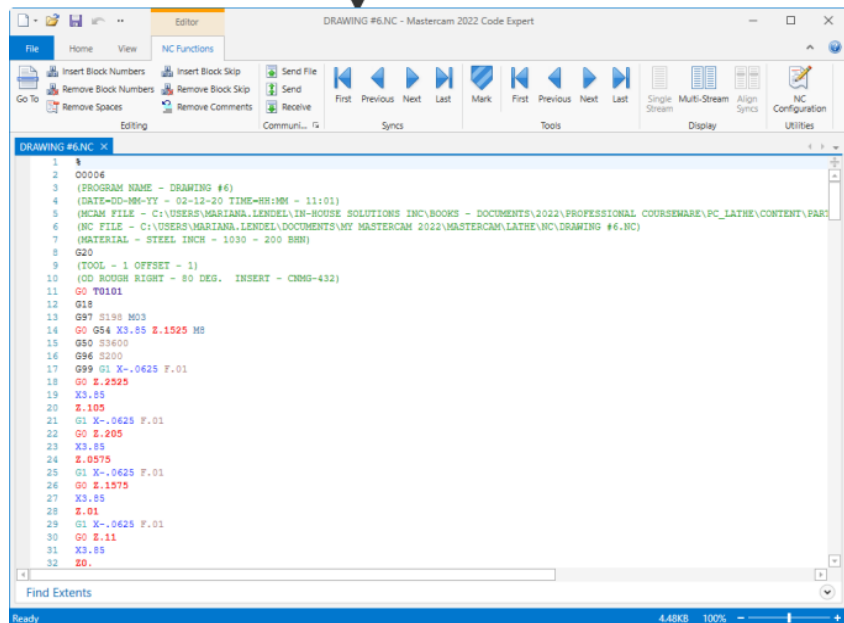 Editor
DRAWING #6.NC - Mastercam 2022 Code Expert
File Home View NC Functions
Go To
Insert Block Numbers
Remove Block Numbers
Remove Spaces
Insert Block Skip
Remove Block Skip
Remove Comments
Editing
Send File
Send
Receive
Communi...
First Previous Next Last
Syncs
Mark First Previous Next Last
Tools
Single Stream
Multi-Stream
Align Syncs
Display
NC Configuration
Utilities
DRAWING #6.NC
1 %
2 O0006
3 (PROGRAM NAME - DRAWING #6)
4 (DATE=DD-MM-YY - 02-12-20 TIME=HH:MM - 11:01)
5 (MCAM FILE - C:\USERS\MARIANA.LENDEL\IN-HOUSE SOLUTIONS INC\BOOKS - DOCUMENTS\2022\PROFESSIONAL COURSEWARE\PC_LATHE\CONTENT\PAR
6 (NC FILE - C:\USERS\MARIANA.LENDEL\DOCUMENTS\MY MASTERCAM 2022\MASTERCAM\LATHE\NC\DRAWING #6.NC)
7 (MATERIAL - STEEL INCH - 1030 - 200 BHN)
8 G20
9 (TOOL - 1 OFFSET - 1)
10 (OD ROUGH RIGHT - 80 DEG. INSERT - CNMG-432)
11 G0 T0101
12 G18
13 G97 S198 M03
14 G0 G54 X3.85 Z.1525 M8
15 G50 S3600
16 G96 S200
17 G99 G1 X-.0625 F.01
18 G0 Z.2525
19 X3.85
20 Z.105
21 G1 X-.0625 F.01
22 G0 Z.205
23 X3.85
24 Z.0575
25 G1 X-.0625 F.01
26 G0 Z.1575
27 X3.85
28 Z.01
29 G1 X-.0625 F.01
30 G0 Z.11
31 X3.85
32 Z0.
Find Extents
Ready 4.48KB 100%